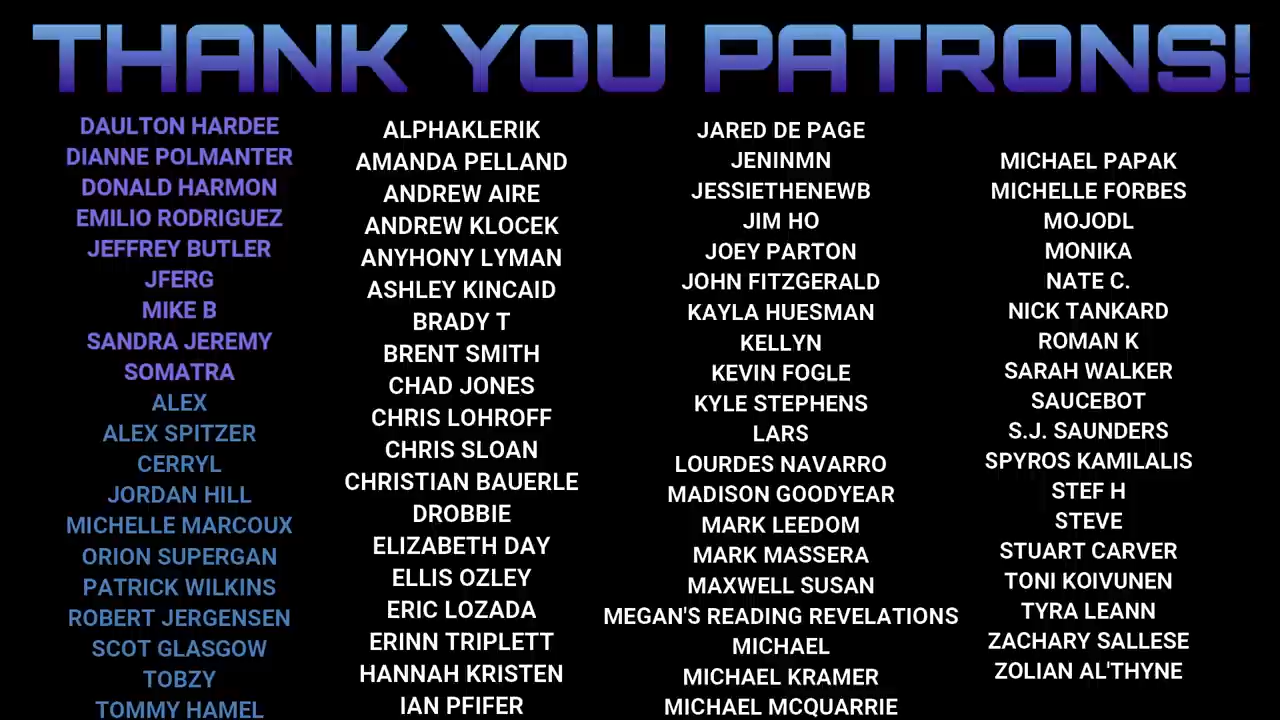 THANK YOU PATRONS!
DAULTON HARDEE
DIANNE POLMANTER
DONALD HARMON
EMILIO RODRIGUEZ
JEFFREY BUTLER
JFERG
MIKE B
SANDRA JEREMY
SOMATRA
ALEX
ALEX SPITZER
CERRYL
JORDAN HILL
MICHELLE MARCOUX
ORION SUPERGAN
PATRICK WILKINS
ROBERT JERGENSEN
SCOT GLASGOW
TOBZY
TOMMY HAMEL
ALPHAKLERIK
AMANDA PELLAND
ANDREW AIRE
ANDREW KLOCEK
ANYHONY LYMAN
ASHLEY KINCAID
BRADY T
BRENT SMITH
CHAD JONES
CHRIS LOHROFF
CHRIS SLOAN
CHRISTIAN BAUERLE
DROBBIE
ELIZABETH DAY
ELLIS OZLEY
ERIC LOZADA
ERINN TRIPLETT
HANNAH KRISTEN
IAN PFIFER
JARED DE PAGE
JENINMN
JESSIETHENEWB
JIM HO
JOEY PARTON
JOHN FITZGERALD
KAYLA HUESMAN
KELLYN
KEVIN FOGLE
KYLE STEPHENS
LARS
LOURDES NAVARRO
MADISON GOODYEAR
MARK LEEDOM
MARK MASSERA
MAXWELL SUSAN
MEGAN'S READING REVELATIONS
MICHAEL
MICHAEL KRAMER
MICHAEL MCQUARRIE
MICHAEL PAPAK
MICHELLE FORBES
MOJODL
MONIKA
NATE C.
NICK TANKARD
ROMAN K
SARAH WALKER
SAUCEBOT
S.J. SAUNDERS
SPYROS KAMILALIS
STEF H
STEVE
STUART CARVER
TONI KOIVUNEN
TYRA LEANN
ZACHARY SALLESE
ZOLIAN AL'THYNE